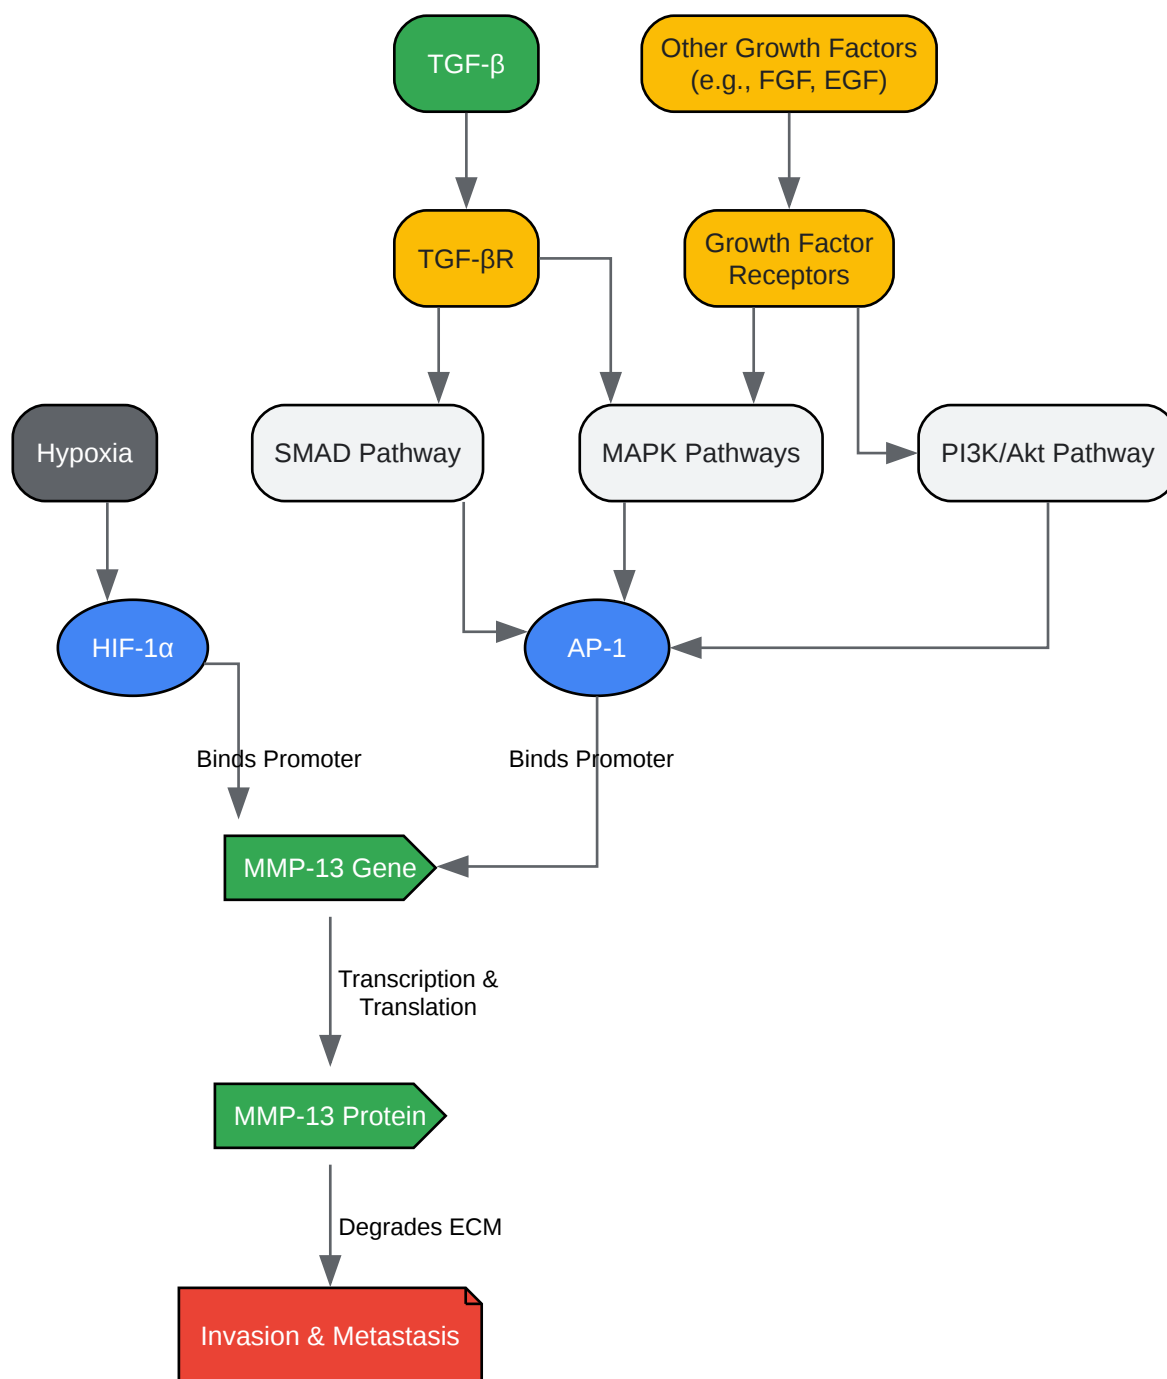 TGF-β
Other Growth Factors
(e.g., FGF, EGF)
TGF-βR
Growth Factor
Receptors
Hypoxia
SMAD Pathway
MAPK Pathways
PI3K/Akt Pathway
HIF-1α
AP-1
Binds Promoter
Binds Promoter
MMP-13 Gene
Transcription &
Translation
MMP-13 Protein
Degrades ECM
Invasion & Metastasis